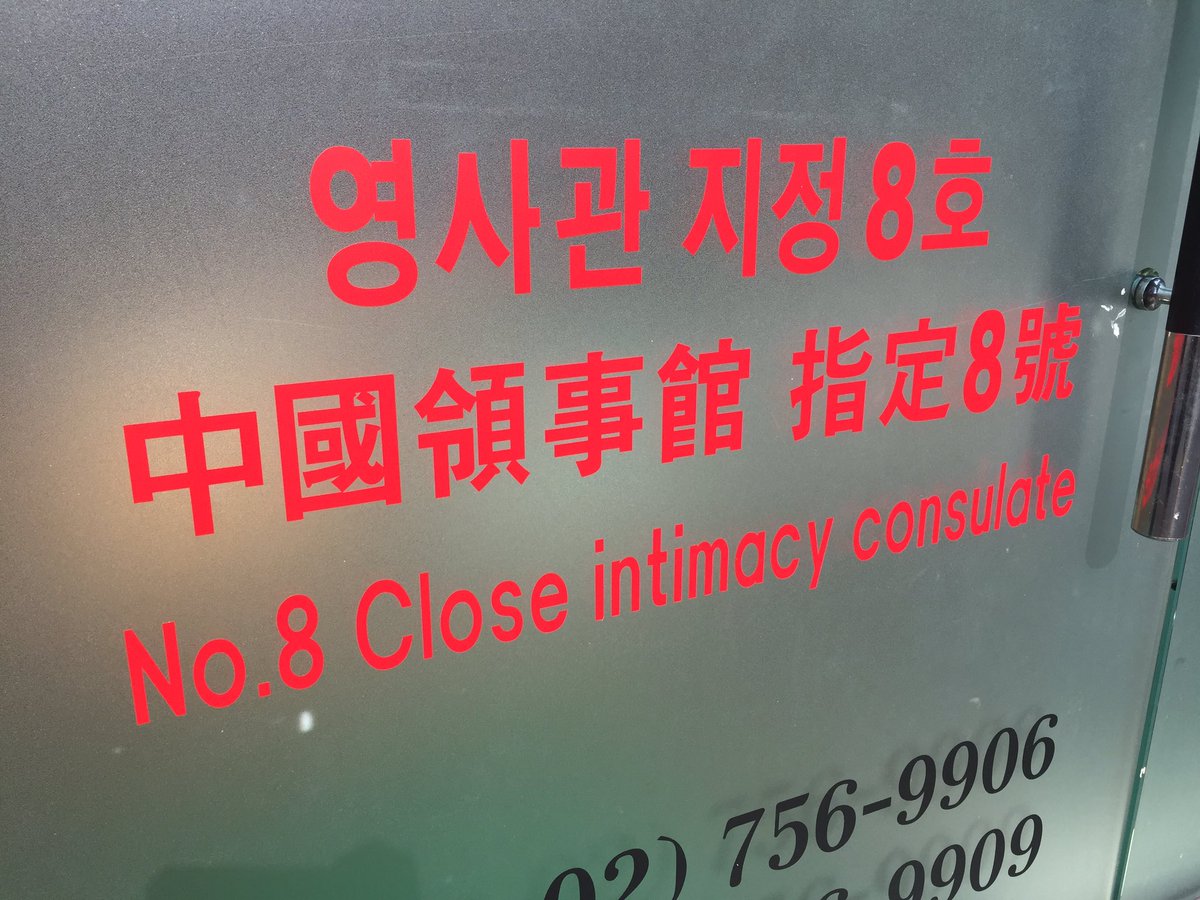 영사관 지정 8호
中國領事館 指定8號
No.8 Close intimacy consulate
02) 756-9906
9909